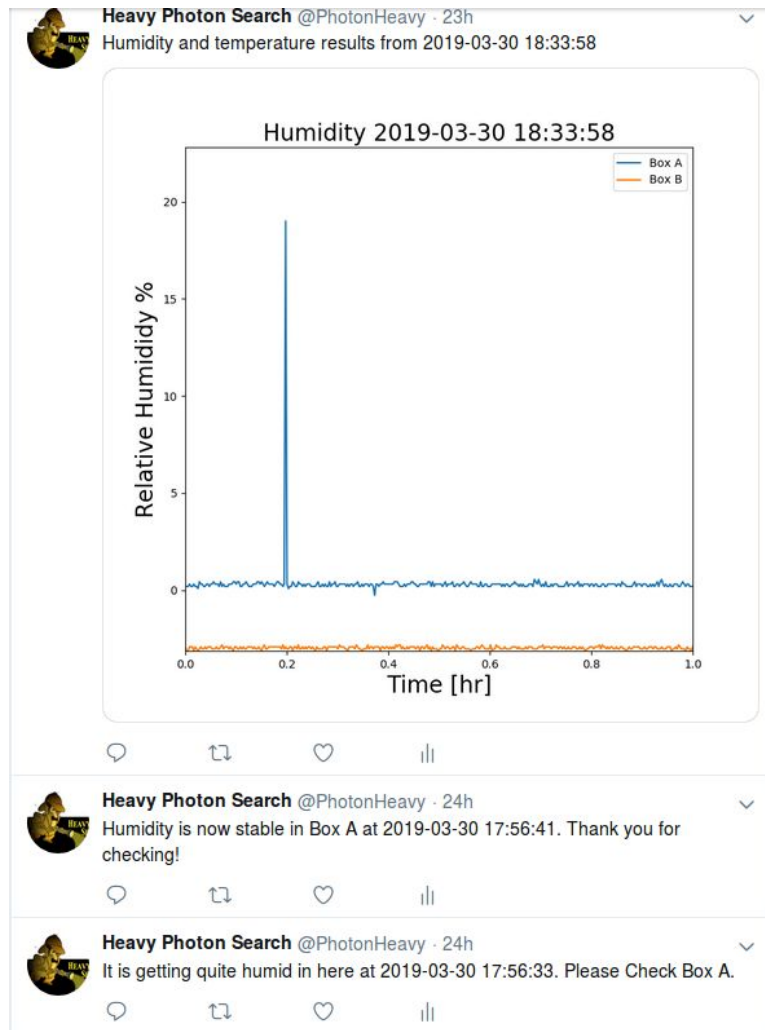 Heavy Photon Search @PhotonHeavy · 23h
Humidity and temperature results from 2019-03-30 18:33:58
Humidity 2019-03-30 18:33:58
Box A
Box B
20
15
10
5
0
Relative Humididy %
0.0 0.2 0.4 0.6 0.8 1.0
Time [hr]
Heavy Photon Search @PhotonHeavy · 24h
Humidity is now stable in Box A at 2019-03-30 17:56:41. Thank you for
checking!
Heavy Photon Search @PhotonHeavy · 24h
It is getting quite humid in here at 2019-03-30 17:56:33. Please Check Box A.